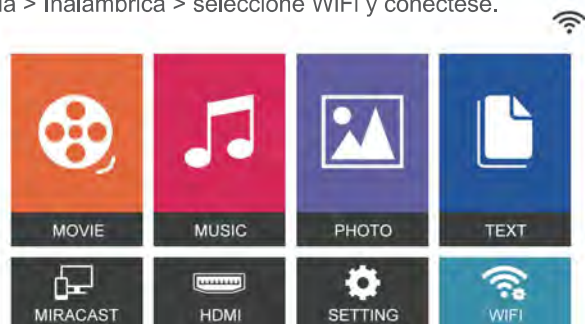 > Inalámbrica > seleccione WiFi y conéctese.
MOVIE MUSIC PHOTO TEXT
MIRACAST HDMI SETTING WIFI